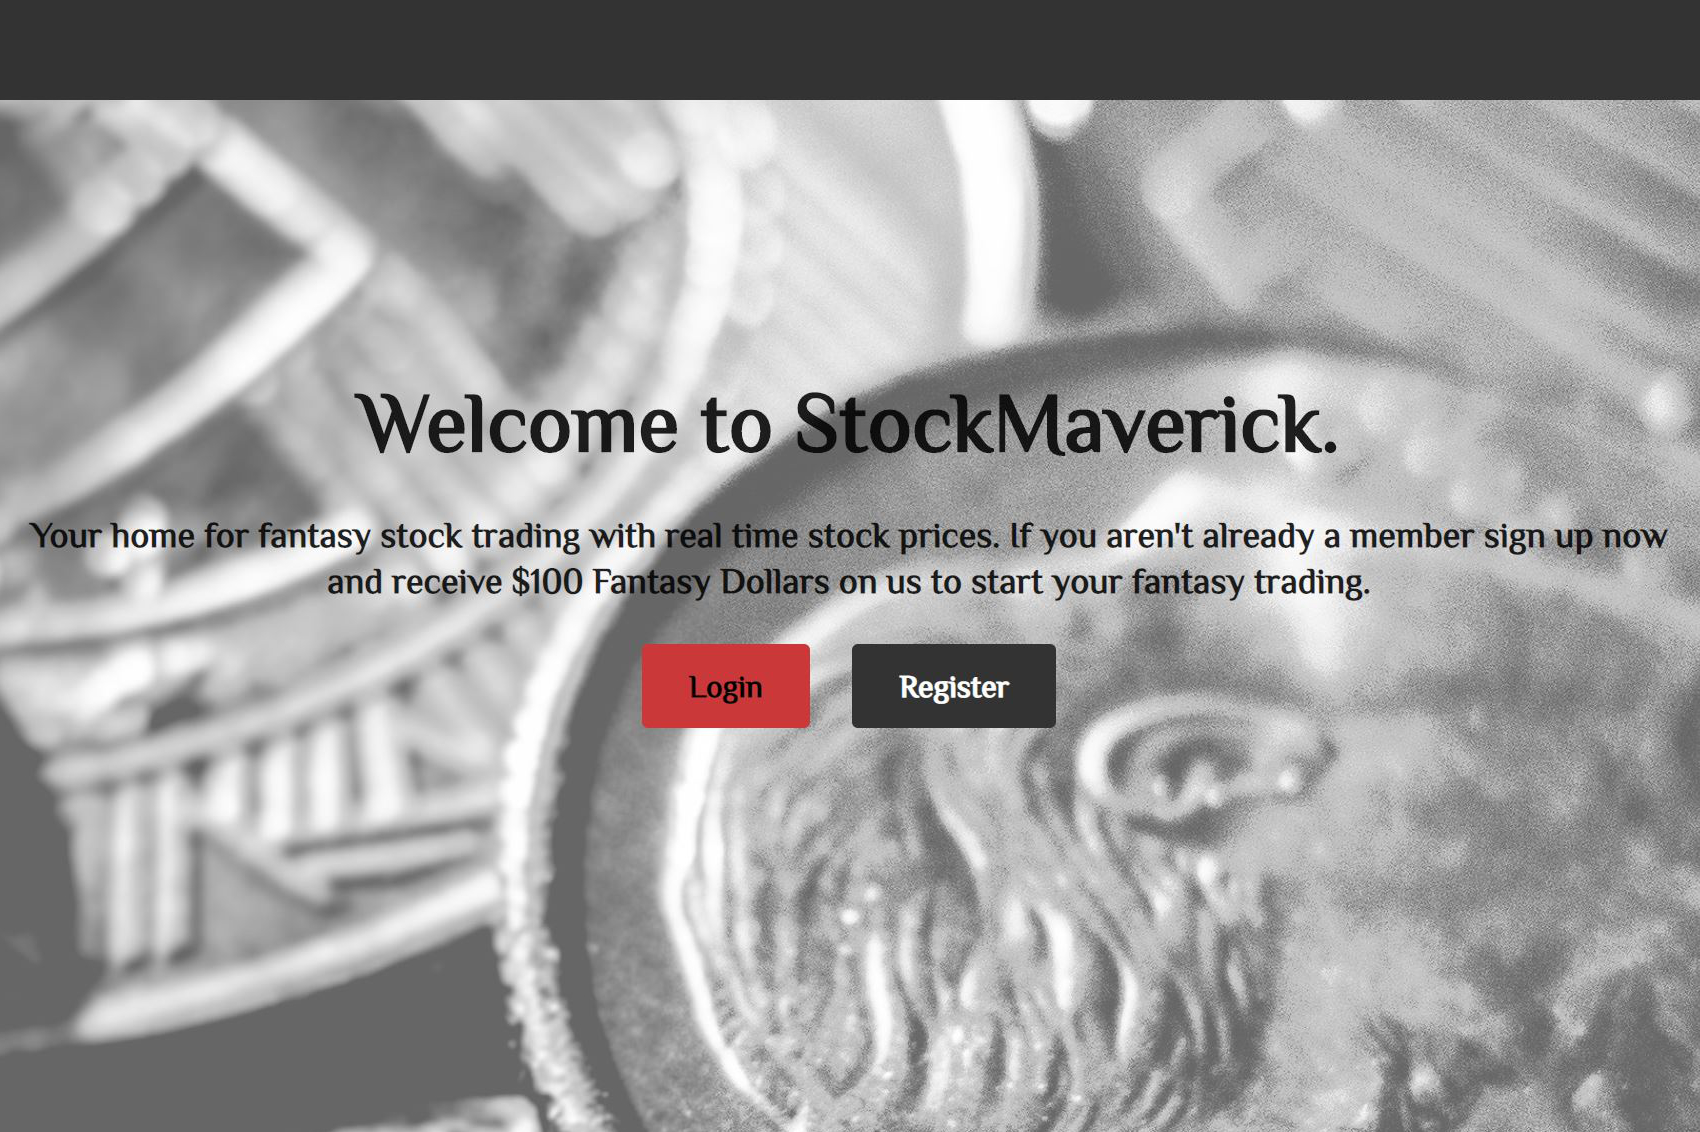 Welcome to StockMaverick.
Your home for fantasy stock trading with real time stock prices. If you aren't already a member sign up now
and receive $100 Fantasy Dollars on us to start your fantasy trading.
Login
Register